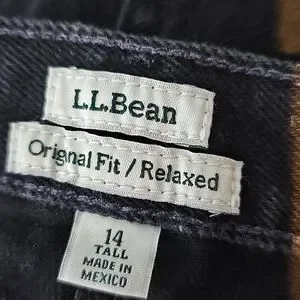 L.L.Bean
Original Fit / Relaxed
14
TALL
MADE IN
MEXICO